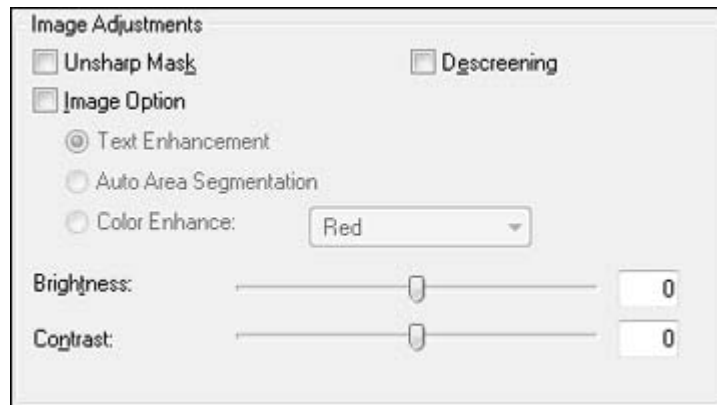 Image Adjustments
Unsharp Mask Descreening
Image Option
Text Enhancement
Auto Area Segmentation
Color Enhance: Red
Brightness: 0
Contrast: 0